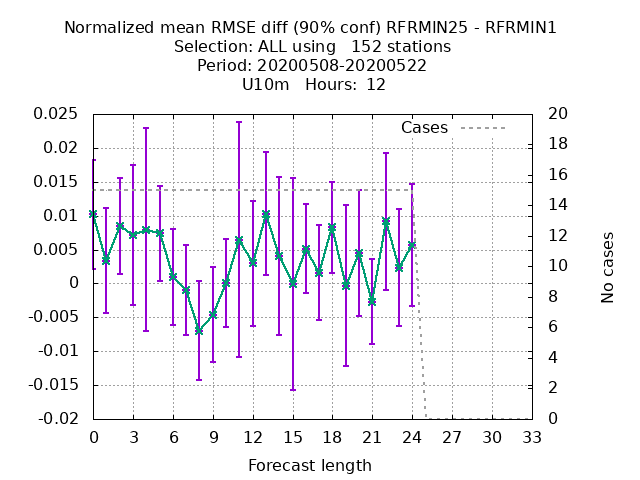 Normalized mean RMSE diff (90% conf) RFRMIN25 - RFRMIN1
Selection: ALL using 152 stations
Period: 20200508-20200522
U10m Hours: 12
Cases
0.025
0.02
0.015
0.01
0.005
0
-0.005
-0.01
-0.015
-0.02
20
18
16
14
12
10
8
6
4
2
0
No cases
0 3 6 9 12 15 18 21 24 27 30 33
Forecast length